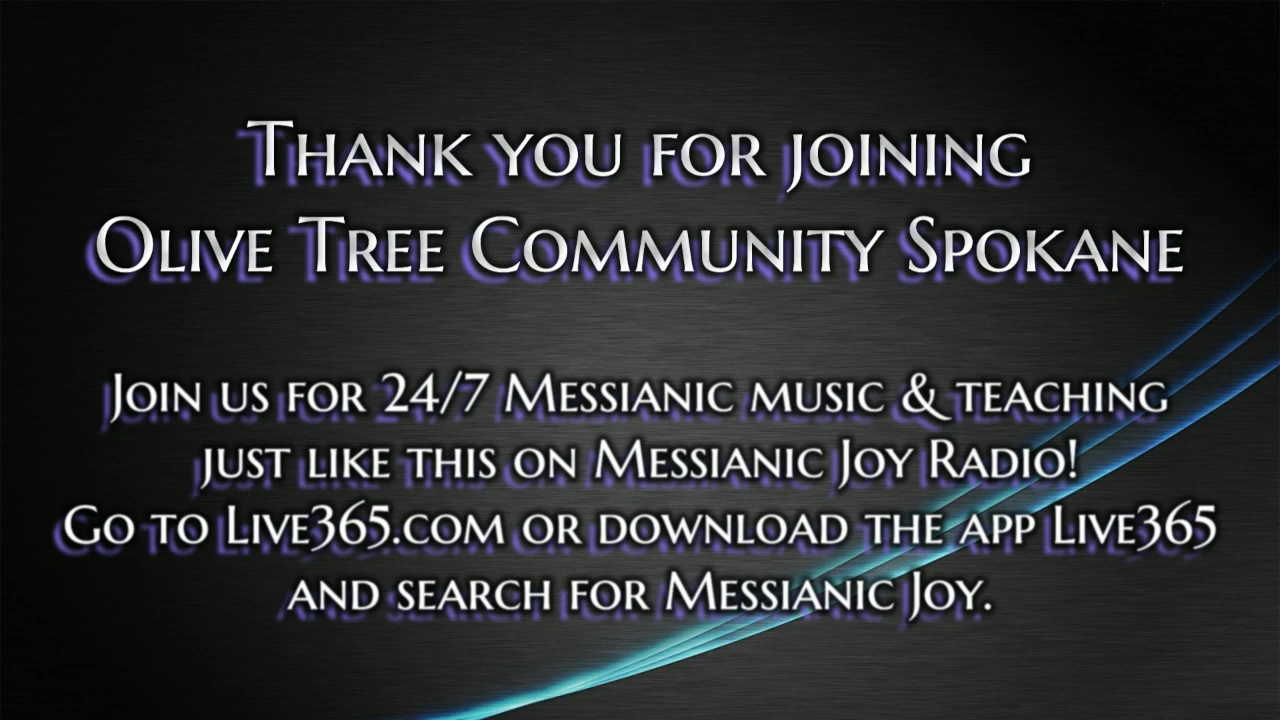 Thank you for joining
Olive Tree Community Spokane
Join us for 24/7 Messianic music & teaching
just like this on Messianic Joy Radio!
Go to Live365.com or download the app Live365
and search for Messianic Joy.